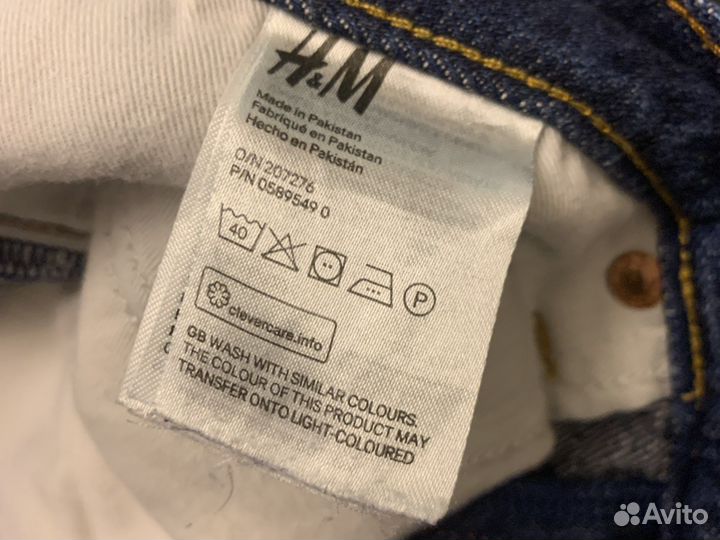 H&M
Made in Pakistan
Fabriqué en Pakistan
Hecho en Pakistán
O/N 207276
P/N 0589549 0
40 P
clevercare.info
GB WASH WITH SIMILAR COLOURS.
THE COLOUR OF THIS PRODUCT MAY
TRANSFER ONTO LIGHT-COLOURED
Avito